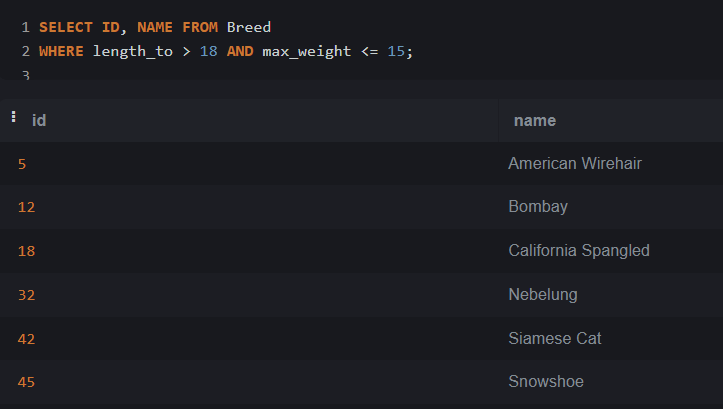 1 SELECT ID, NAME FROM Breed
2 WHERE length_to > 18 AND max_weight <= 15;
3
id name
5 American Wirehair
12 Bombay
18 California Spangled
32 Nebelung
42 Siamese Cat
45 Snowshoe